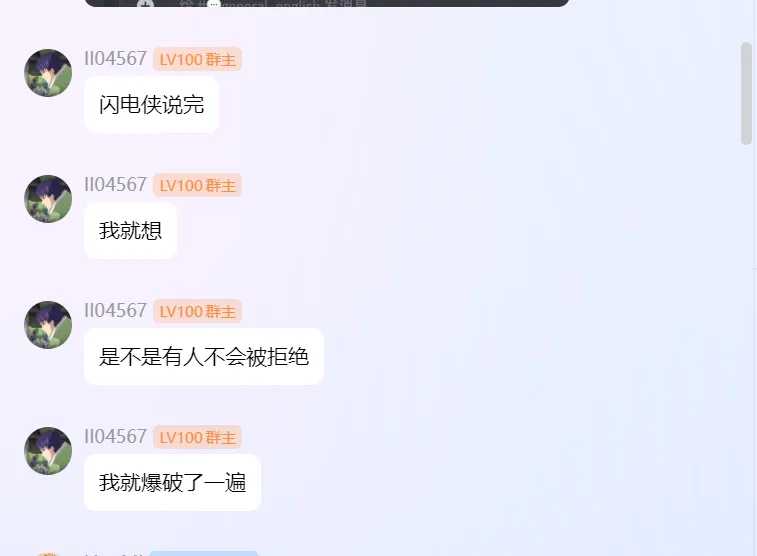 给 #general_english 发消息
ll04567 LV100 群主
闪电侠说完
ll04567 LV100 群主
我就想
ll04567 LV100 群主
是不是有人不会被拒绝
ll04567 LV100 群主
我就爆破了一遍